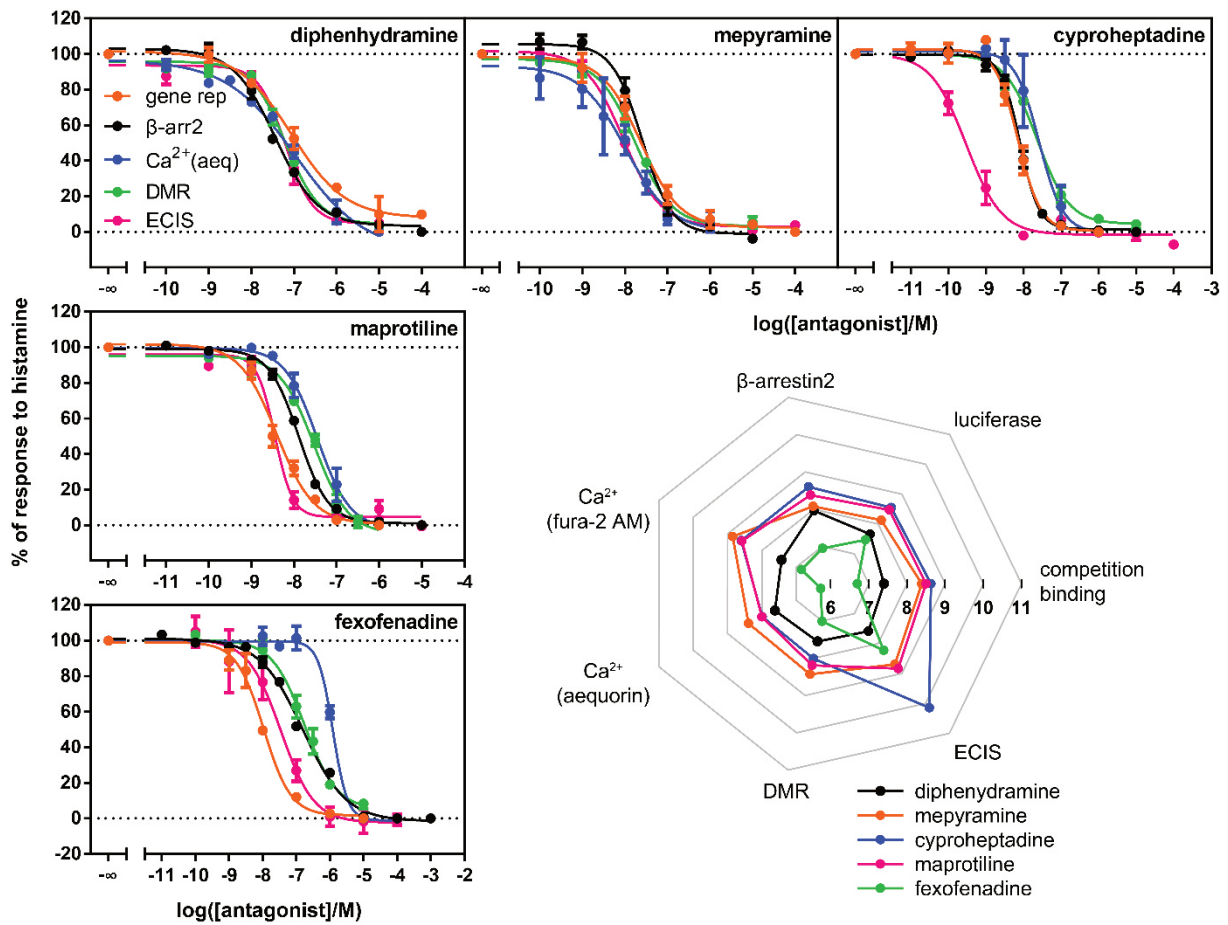 diphenhydramine
mepyramine
cyproheptadine
120
100
80
60
40
20
0
gene rep
β-arr2
Ca²⁺(aeq)
DMR
ECIS
-∞ -10 -9 -8 -7 -6 -5 -4
-∞ -10 -9 -8 -7 -6 -5 -4
-∞ -11 -10 -9 -8 -7 -6 -5 -4 -3
log([antagonist]/M)
% of response to histamine
maprotiline
120
100
80
60
40
20
0
-∞ -11 -10 -9 -8 -7 -6 -5 -4
fexofenadine
120
100
80
60
40
20
0
-20
-∞ -11 -10 -9 -8 -7 -6 -5 -4 -3 -2
log([antagonist]/M)
β-arrestin2
luciferase
Ca²⁺
(fura-2 AM)
competition
binding
6 7 8 9 10 11
Ca²⁺
(aequorin)
ECIS
DMR
diphenydramine
mepyramine
cyproheptadine
maprotiline
fexofenadine